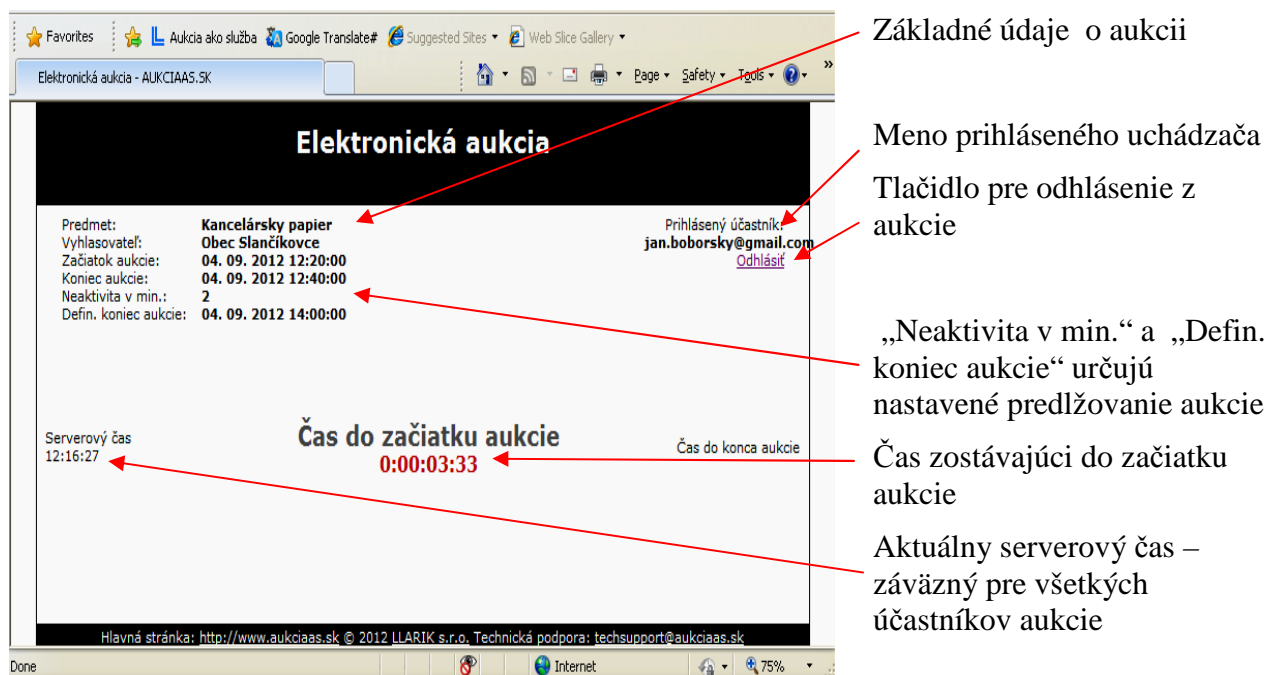 Favorites Aukcia ako služba Google Translate# Suggested Sites Web Slice Gallery
Elektronická aukcia - AUKCIAAS.SK
Page Safety Tools »
Elektronická aukcia
Predmet: Kancelársky papier
Vyhlasovateľ: Obec Slančíkovce
Začiatok aukcie: 04. 09. 2012 12:20:00
Koniec aukcie: 04. 09. 2012 12:40:00
Neaktivita v min.: 2
Defin. koniec aukcie: 04. 09. 2012 14:00:00
Prihlásený účastník:
jan.boborsky@gmail.com
Odhlásiť
Serverový čas
12:16:27
Čas do začiatku aukcie
0:00:03:33
Čas do konca aukcie
Hlavná stránka: http://www.aukciaas.sk © 2012 LLARIK s.r.o. Technická podpora: techsupport@aukciaas.sk
Done Internet 75%
Základné údaje o aukcii
Meno prihláseného uchádzača
Tlačidlo pre odhlásenie z
aukcie
„Neaktivita v min.“ a „Defin.
koniec aukcie“ určujú
nastavené predlžovanie aukcie
Čas zostávajúci do začiatku
aukcie
Aktuálny serverový čas –
záväzný pre všetkých
účastníkov aukcie